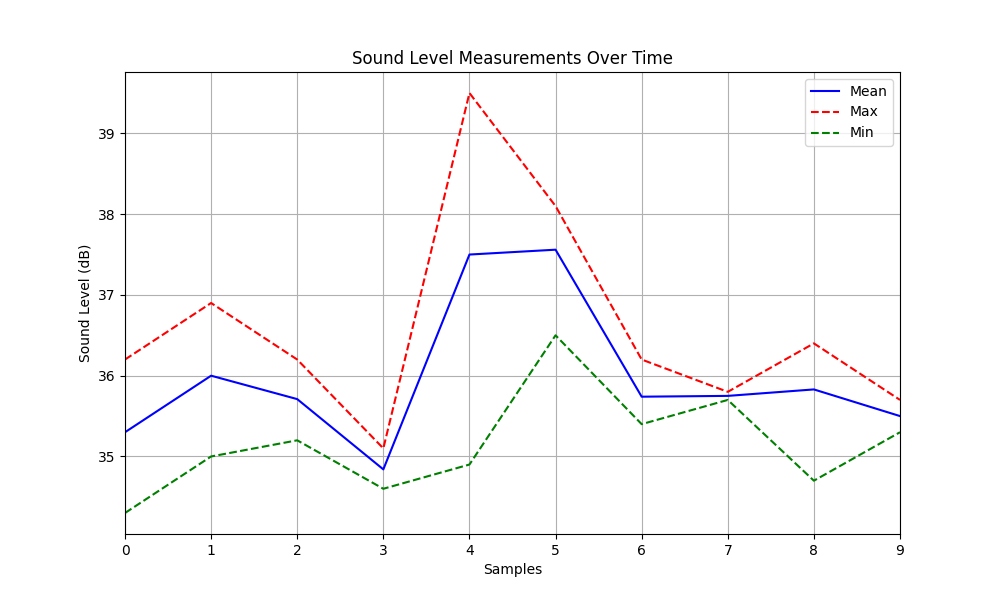 Sound Level Measurements Over Time
Mean
Max
Min
39
38
37
36
35
Sound Level (dB)
0 1 2 3 4 5 6 7 8 9
Samples